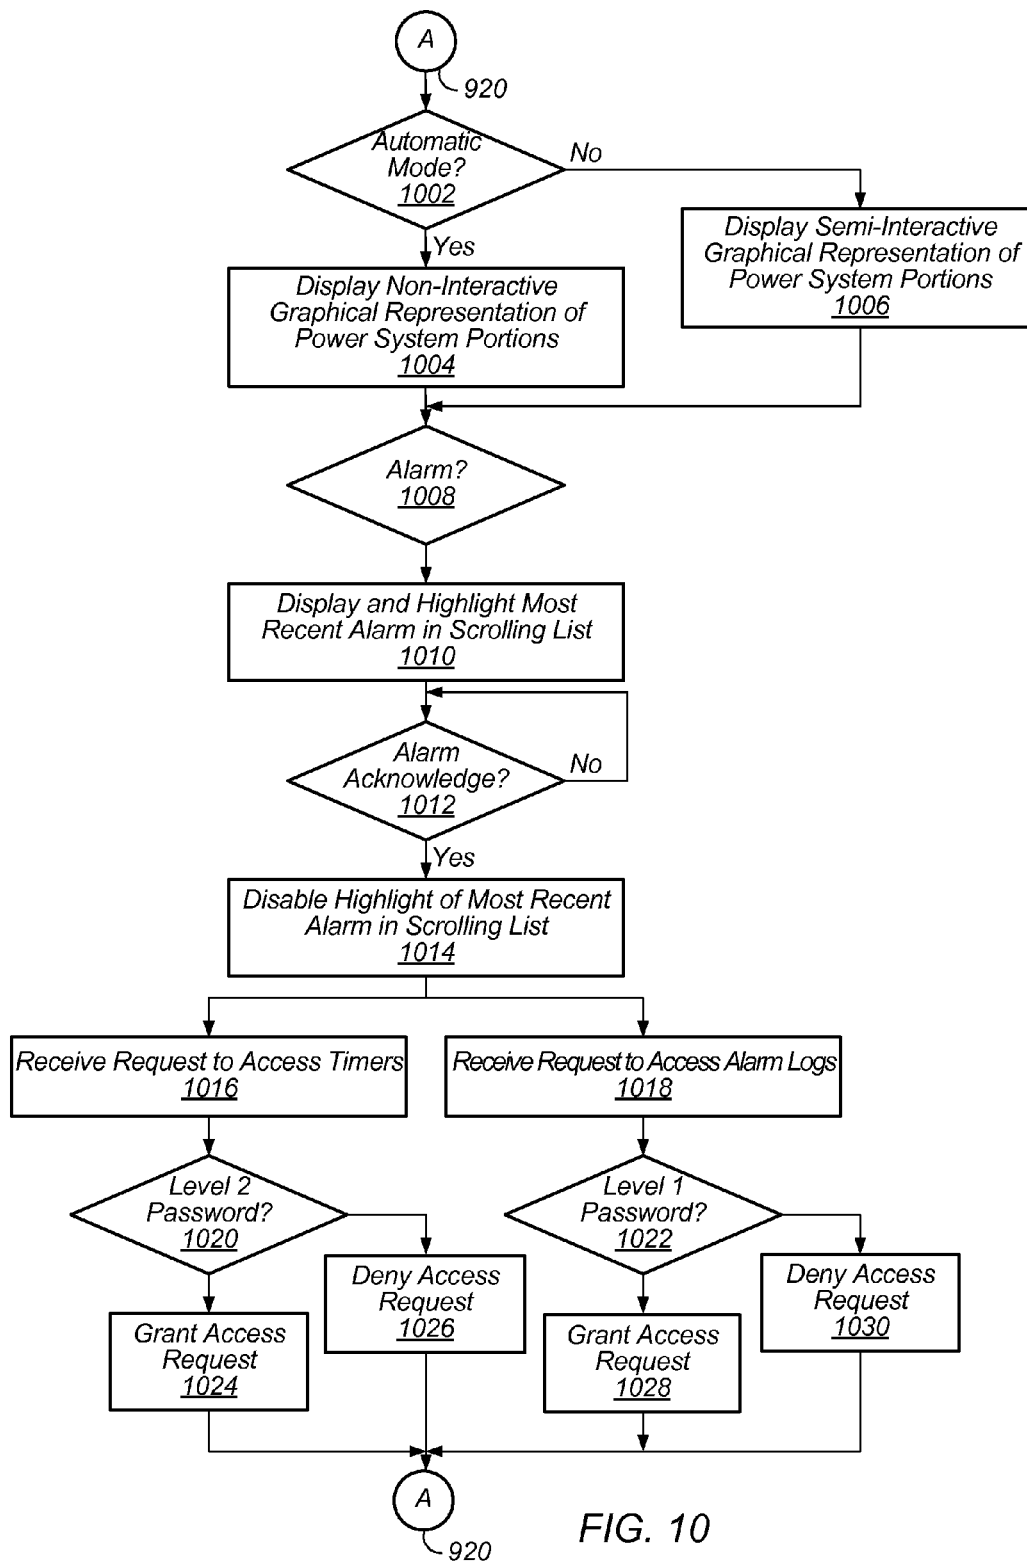 A
920
Automatic
Mode?
1002
No
Yes
Display Semi-Interactive
Graphical Representation of
Power System Portions
1006
Display Non-Interactive
Graphical Representation of
Power System Portions
1004
Alarm?
1008
Display and Highlight Most
Recent Alarm in Scrolling List
1010
Alarm
Acknowledge?
1012
No
Yes
Disable Highlight of Most Recent
Alarm in Scrolling List
1014
Receive Request to Access Timers
1016
Receive Request to Access Alarm Logs
1018
Level 2
Password?
1020
Level 1
Password?
1022
Deny Access
Request
1026
Deny Access
Request
1030
Grant Access
Request
1024
Grant Access
Request
1028
A
920
FIG. 10